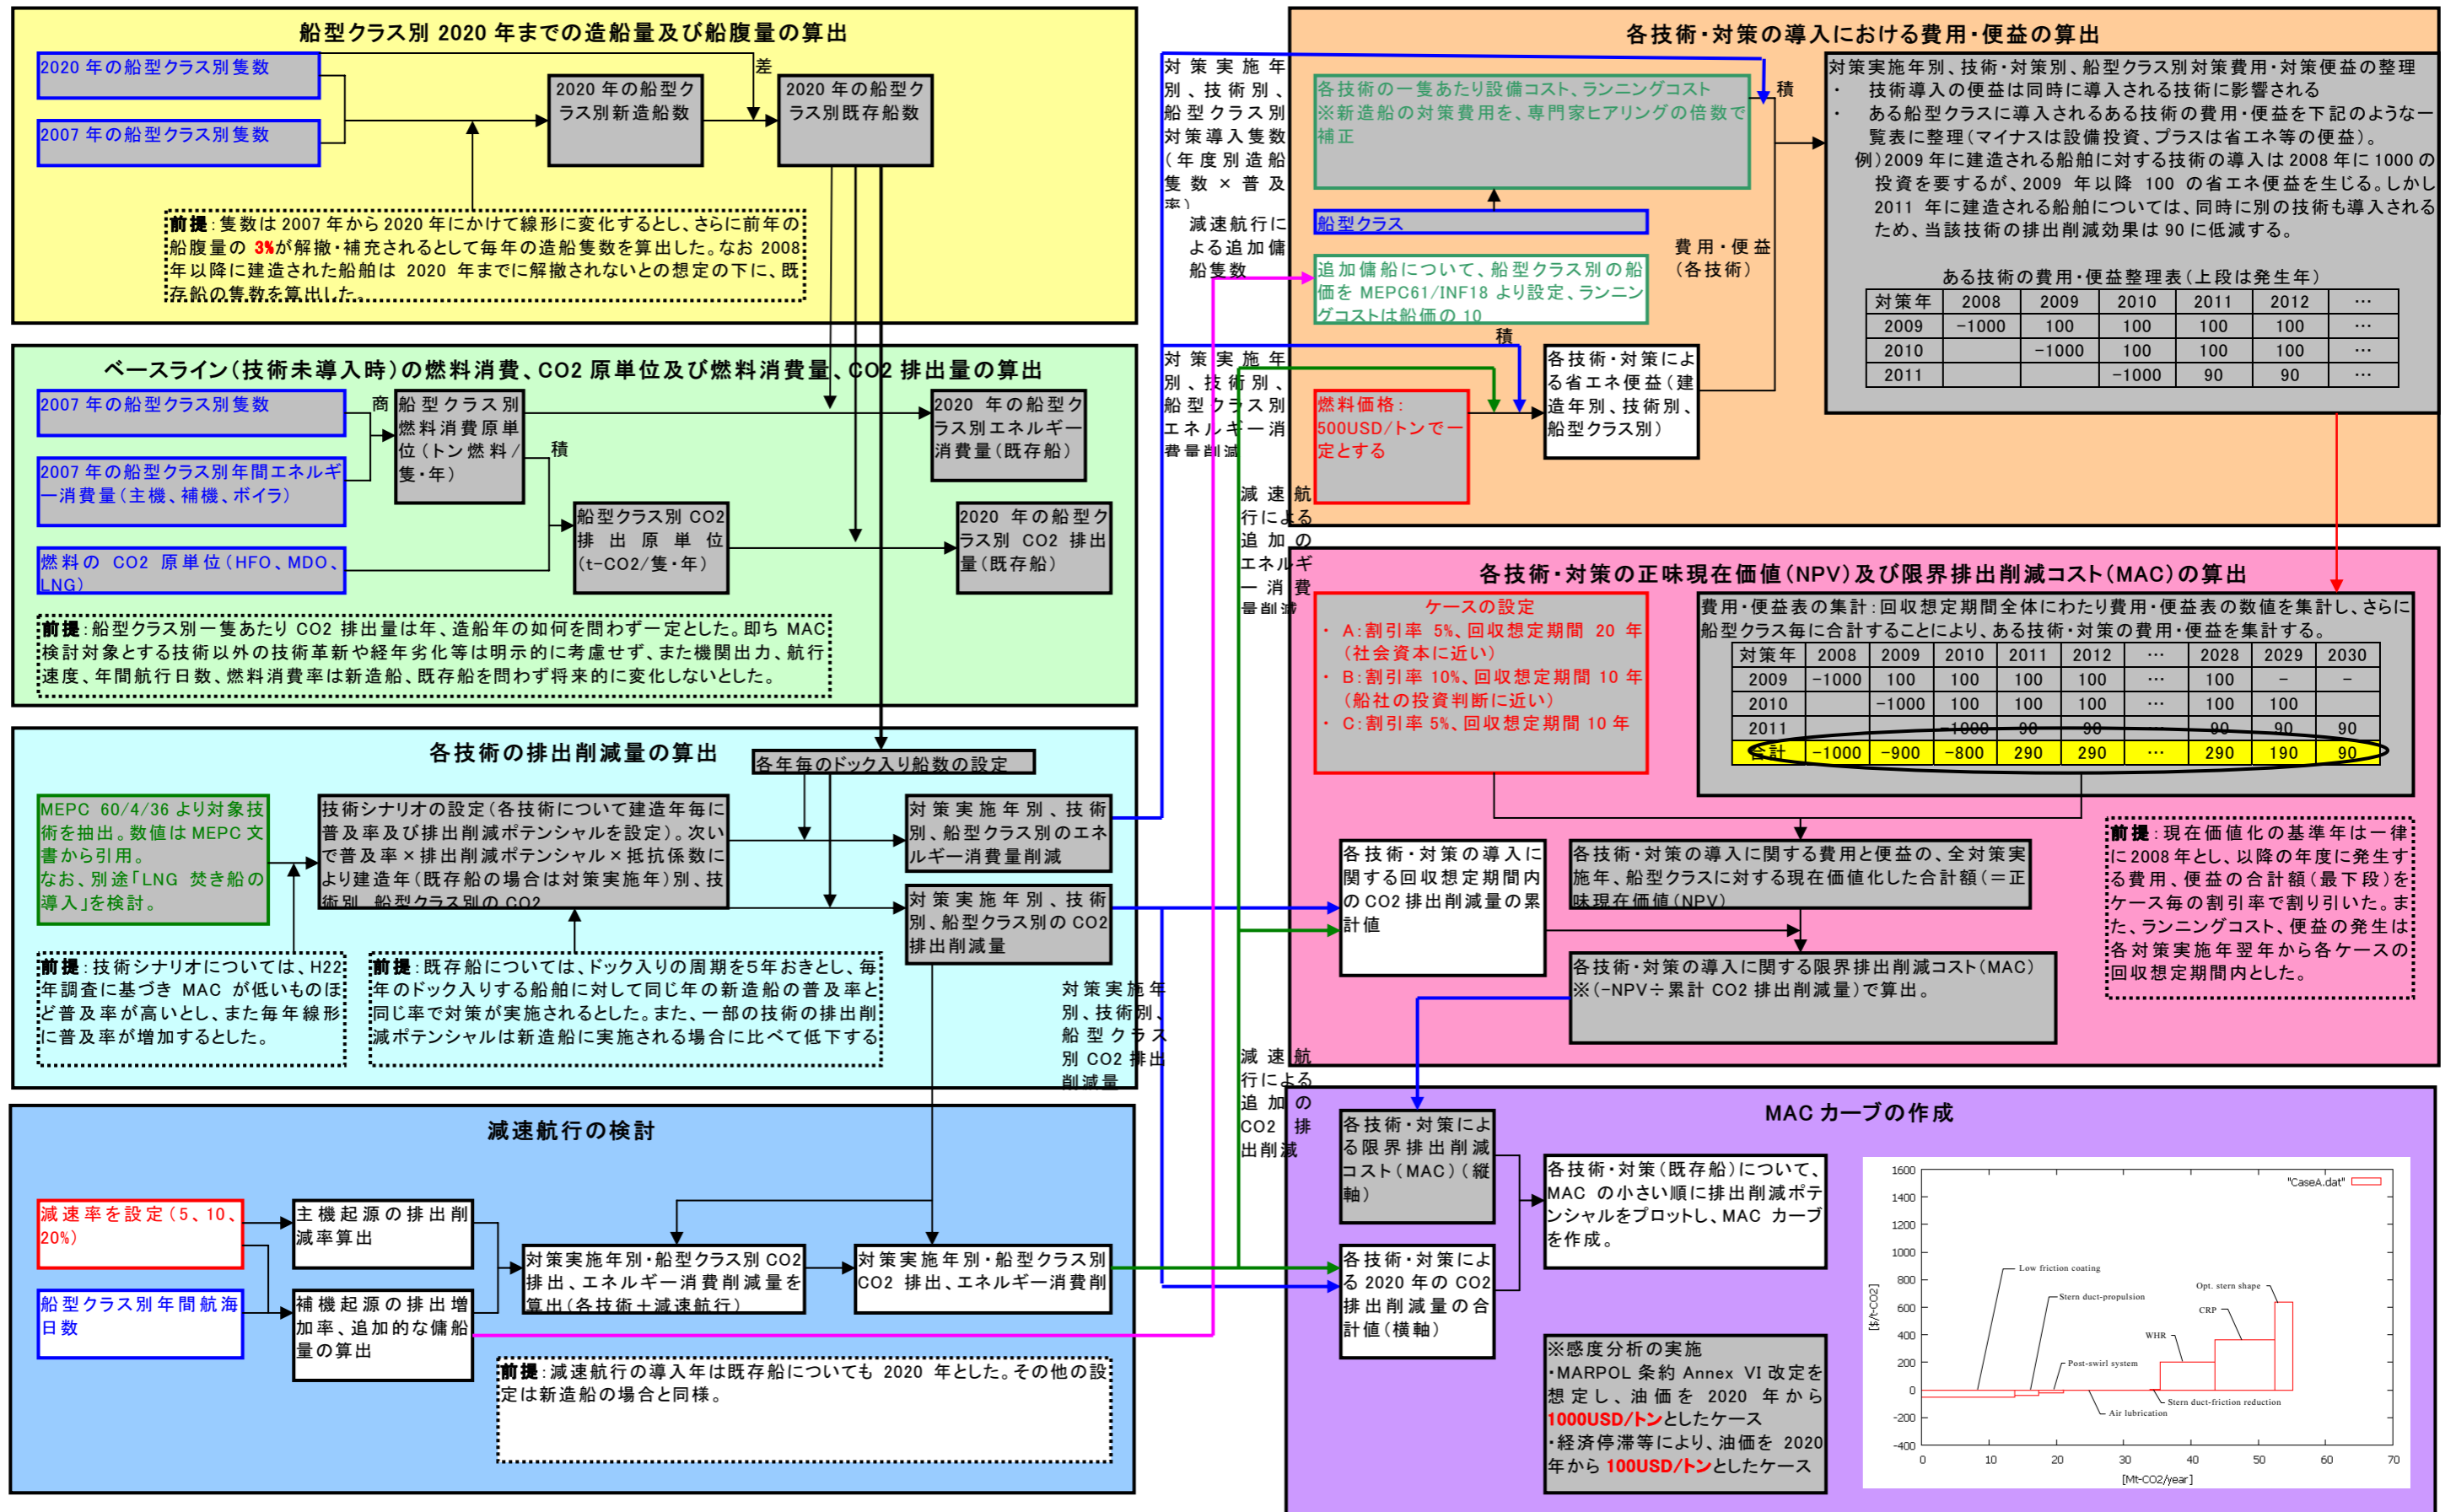 船型クラス別 2020 年までの造船量及び船腹量の算出
2020 年の船型クラス別隻数
2007 年の船型クラス別隻数
差
2020 年の船型ク
ラス別新造船数
2020 年の船型ク
ラス別既存船数
前提：隻数は 2007 年から 2020 年にかけて線形に変化するとし、さらに前年の
船腹量の 3%が解撤・補充されるとして毎年の造船隻数を算出した。なお 2008
年以降に建造された船舶は 2020 年までに解撤されないとの想定の下に、既
存船の隻数を算出した。
ベースライン（技術未導入時）の燃料消費、CO2 原単位及び燃料消費量、CO2 排出量の算出
2007 年の船型クラス別隻数
2007 年の船型クラス別年間エネルギ
ー消費量（主機、補機、ボイラ）
燃料の CO2 原単位（HFO、MDO、
LNG）
商
船型クラス別
燃料消費原単
位（トン燃料/
隻・年）
積
船型クラス別 CO2
排出原単位
（t-CO2/隻・年）
2020 年の船型ク
ラス別エネルギー
消費量（既存船）
2020 年の船型ク
ラス別 CO2 排出
量（既存船）
前提：船型クラス別一隻あたり CO2 排出量は年、造船年の如何を問わず一定とした。即ち MAC
検討対象とする技術以外の技術革新や経年劣化等は明示的に考慮せず、また機関出力、航行
速度、年間航行日数、燃料消費率は新造船、既存船を問わず将来的に変化しないとした。
各技術の排出削減量の算出
各年毎のドック入り船数の設定
MEPC 60/4/36 より対象技
術を抽出。数値は MEPC 文
書から引用。
なお、別途「LNG 焚き船の
導入」を検討。
技術シナリオの設定（各技術について建造年毎に
普及率及び排出削減ポテンシャルを設定）。次い
で普及率×排出削減ポテンシャル×抵抗係数に
より建造年（既存船の場合は対策実施年）別、技
術別、船型クラス別の CO2
対策実施年別、技術
別、船型クラス別のエネ
ルギー消費量削減
対策実施年別、技術
別、船型クラス別の CO2
排出削減量
前提：技術シナリオについては、H22
年調査に基づき MAC が低いものほ
ど普及率が高いとし、また毎年線形
に普及率が増加するとした。
前提：既存船については、ドック入りの周期を5年おきとし、毎
年のドック入りする船舶に対して同じ年の新造船の普及率と
同じ率で対策が実施されるとした。また、一部の技術の排出削
減ポテンシャルは新造船に実施される場合に比べて低下する
対策実施年
別、技術別、
船型クラス
別 CO2 排出
削減量
減速航行の検討
減速率を設定（5、10、
20%）
船型クラス別年間航海
日数
主機起源の排出削
減率算出
補機起源の排出増
加率、追加的な傭船
量の算出
対策実施年別・船型クラス別 CO2
排出、エネルギー消費削減量を
算出（各技術＋減速航行）
対策実施年別・船型クラス別
CO2 排出、エネルギー消費削
前提：減速航行の導入年は既存船についても 2020 年とした。その他の設
定は新造船の場合と同様。
対策実施年
別、技術別、
船型クラス別
対策導入隻数
（年度別造船
隻数×普及
率）
減速航行に
よる追加傭
船隻数
対策実施年
別、技術別、
船型クラス別
エネルギー消
費量削減
減速航
行による
追加の
エネルギ
ー消費
量削減
減速航
行による
追加の
CO2 排
出削減
各技術・対策の導入における費用・便益の算出
各技術の一隻あたり設備コスト、ランニングコスト
※新造船の対策費用を、専門家ヒアリングの倍数で
補正
船型クラス
追加傭船について、船型クラス別の船
価を MEPC61/INF18 より設定、ランニン
グコストは船価の 10
積
積
費用・便益
（各技術）
燃料価格：
500USD/トンで一
定とする
各技術・対策によ
る省エネ便益（建
造年別、技術別、
船型クラス別）
対策実施年別、技術・対策別、船型クラス別対策費用・対策便益の整理
・ 技術導入の便益は同時に導入される技術に影響される
・ ある船型クラスに導入されるある技術の費用・便益を下記のような一
覧表に整理（マイナスは設備投資、プラスは省エネ等の便益）。
例）2009 年に建造される船舶に対する技術の導入は 2008 年に 1000 の
投資を要するが、2009 年以降 100 の省エネ便益を生じる。しかし
2011 年に建造される船舶については、同時に別の技術も導入される
ため、当該技術の排出削減効果は 90 に低減する。
ある技術の費用・便益整理表（上段は発生年）
対策年 2008 2009 2010 2011 2012 …
2009 -1000 100 100 100 100 …
2010 -1000 100 100 100 …
2011 -1000 90 90 …
各技術・対策の正味現在価値（NPV）及び限界排出削減コスト（MAC）の算出
ケースの設定
・ A：割引率 5%、回収想定期間 20 年
（社会資本に近い）
・ B：割引率 10%、回収想定期間 10 年
（船社の投資判断に近い）
・ C：割引率 5%、回収想定期間 10 年
費用・便益表の集計：回収想定期間全体にわたり費用・便益表の数値を集計し、さらに
船型クラス毎に合計することにより、ある技術・対策の費用・便益を集計する。
対策年 2008 2009 2010 2011 2012 … 2028 2029 2030
2009 -1000 100 100 100 100 … 100 - -
2010 -1000 100 100 100 … 100 100
2011 -1000 90 90 … 90 90 90
合計 -1000 -900 -800 290 290 … 290 190 90
各技術・対策の導入に
関する回収想定期間内
の CO2 排出削減量の累
計値
各技術・対策の導入に関する費用と便益の、全対策実
施年、船型クラスに対する現在価値化した合計額（＝正
味現在価値（NPV）
各技術・対策の導入に関する限界排出削減コスト（MAC）
※（-NPV÷累計 CO2 排出削減量）で算出。
前提：現在価値化の基準年は一律
に2008 年とし、以降の年度に発生す
る費用、便益の合計額（最下段）を
ケース毎の割引率で割り引いた。ま
た、ランニングコスト、便益の発生は
各対策実施年翌年から各ケースの
回収想定期間内とした。
MAC カーブの作成
各技術・対策によ
る限界排出削減
コスト（MAC）（縦
軸）
各技術・対策によ
る 2020 年の CO2
排出削減量の合
計値（横軸）
各技術・対策（既存船）について、
MAC の小さい順に排出削減ポテ
ンシャルをプロットし、MAC カーブ
を作成。
※感度分析の実施
・MARPOL 条約 Annex VI 改定を
想定し、油価を 2020 年から
1000USD/トンとしたケース
・経済停滞等により、油価を 2020
年から 100USD/トンとしたケース
"CaseA.dat"
1600
1400
1200
1000
800
600
400
200
0
-200
-400
[$/t-CO2]
Low friction coating
Stern duct-propulsion
Opt. stern shape
CRP
WHR
Post-swirl system
Stern duct-friction reduction
Air lubrication
0 10 20 30 40 50 60 70
[Mt-CO2/year]